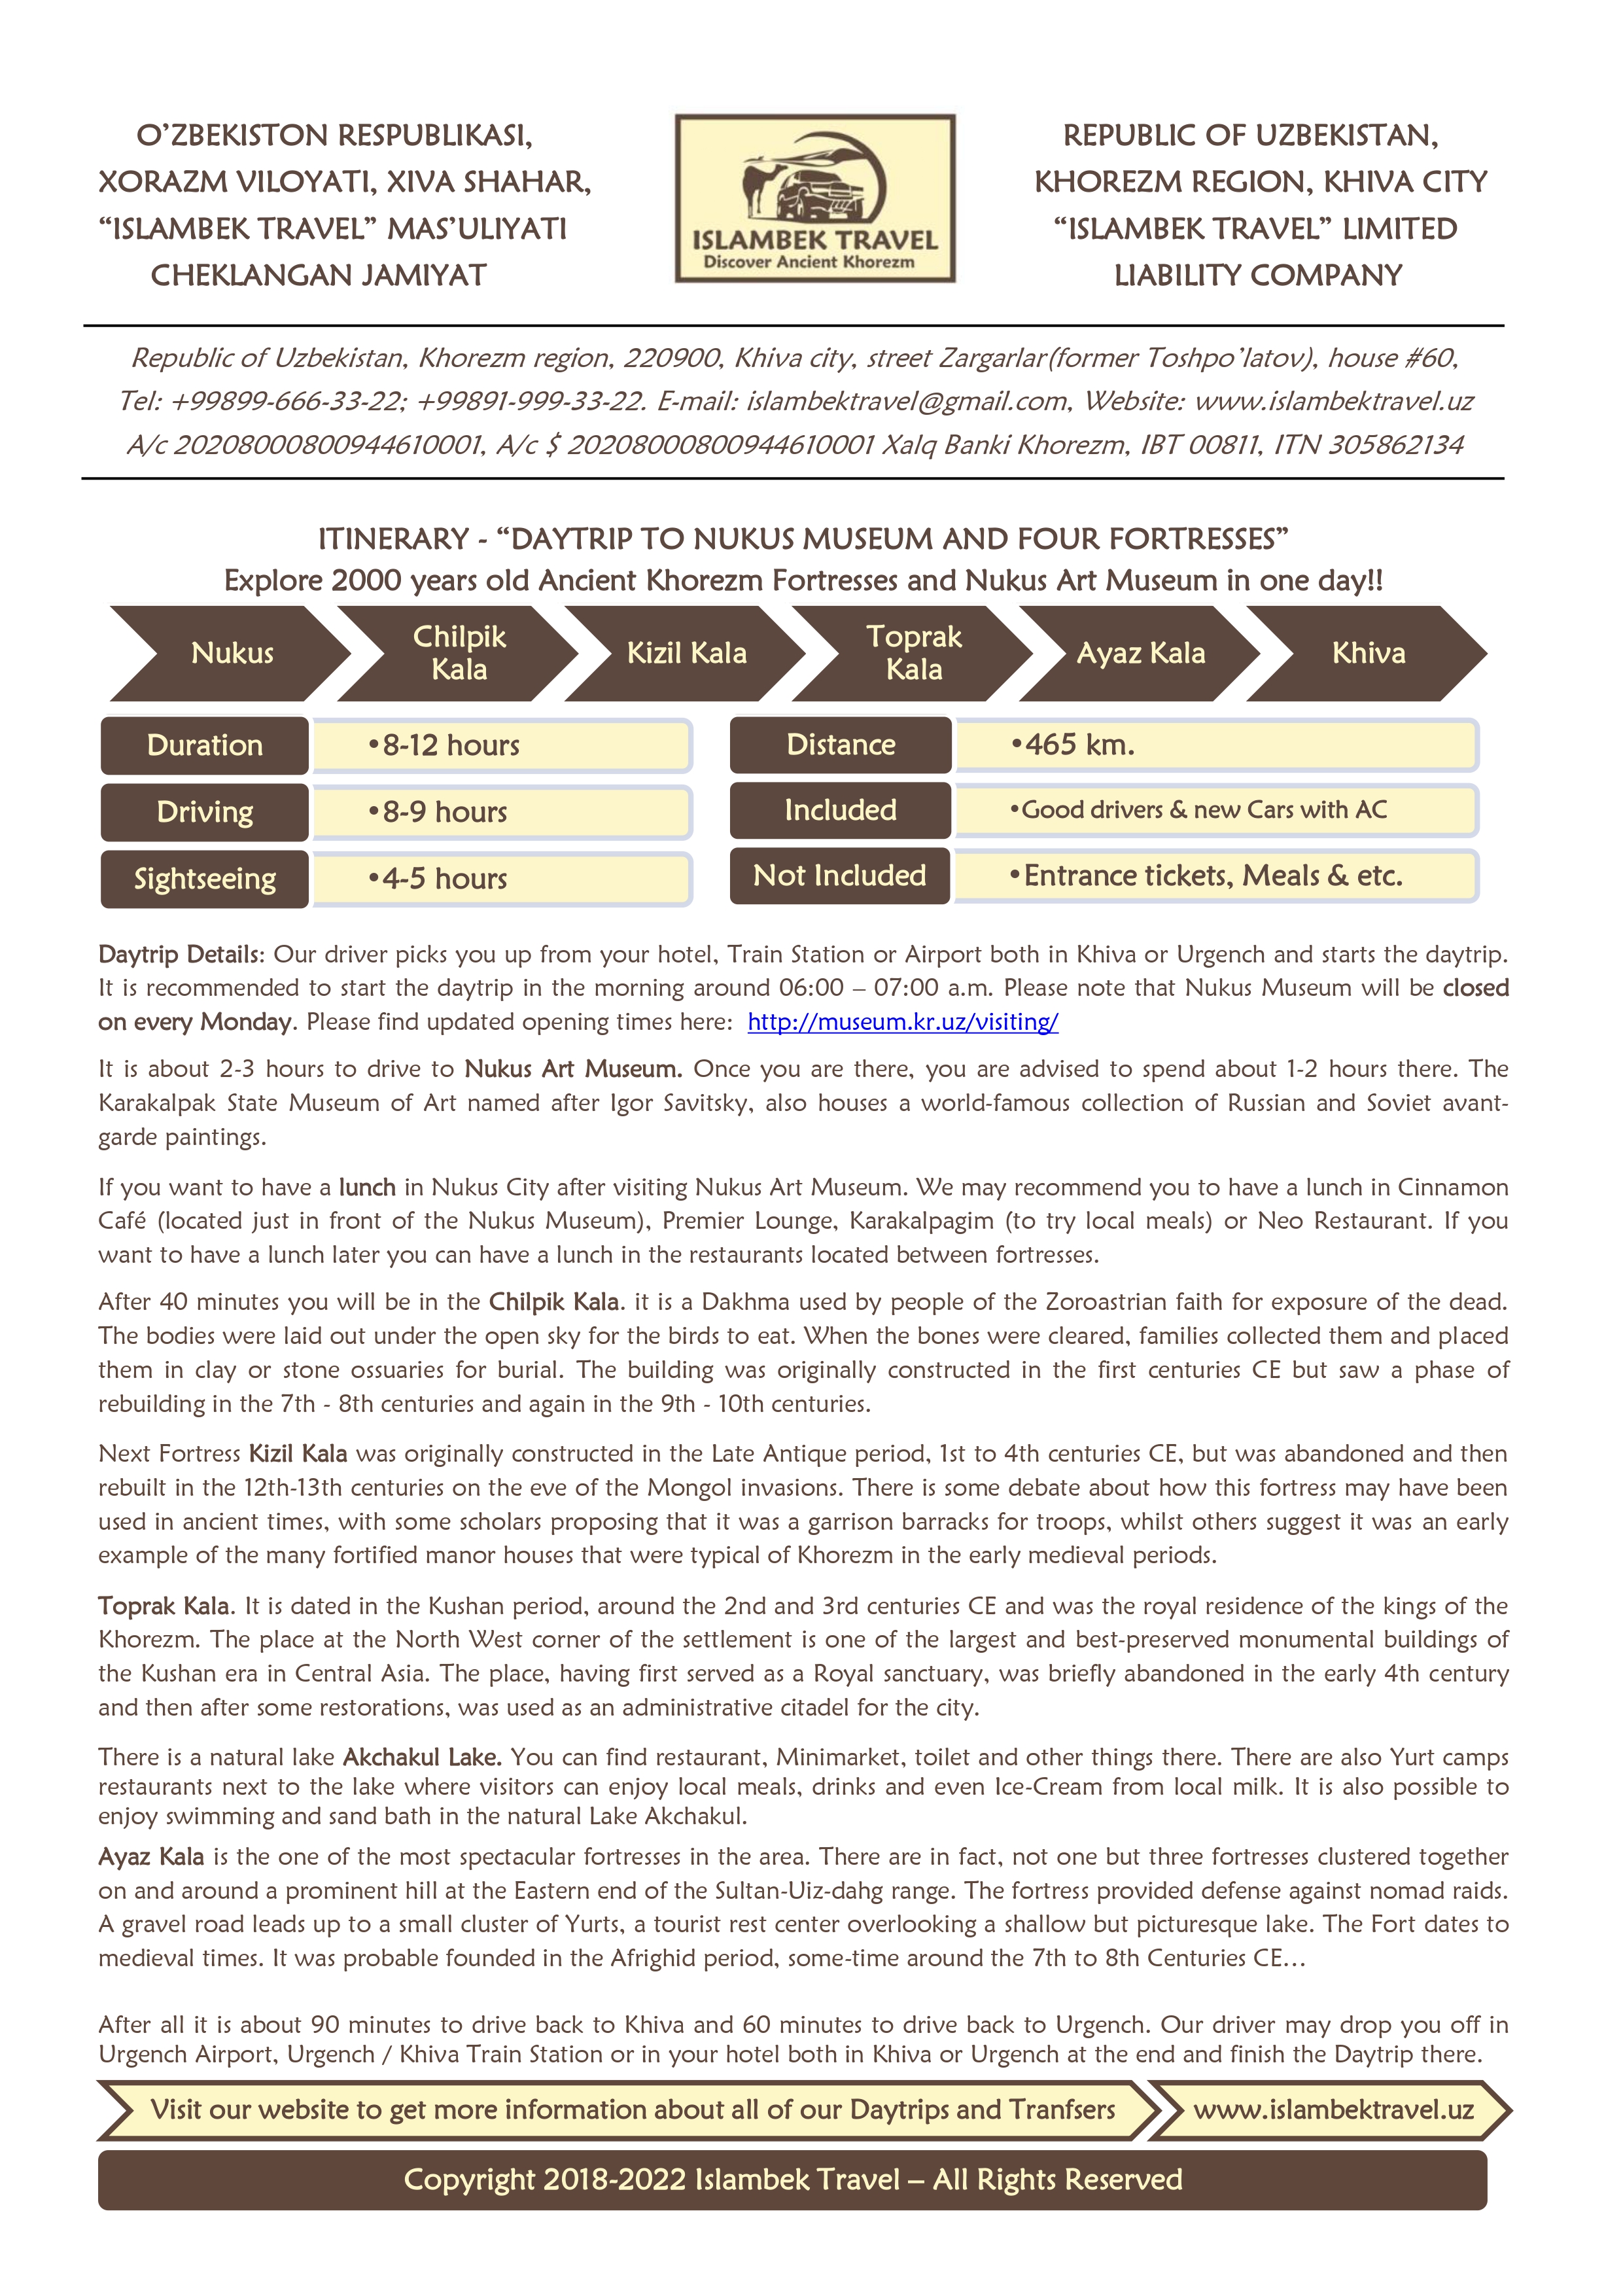 O’ZBEKISTON RESPUBLIKASI,
XORAZM VILOYATI, XIVA SHAHAR,
“ISLAMBEK TRAVEL” MAS’ULIYATI
CHEKLANGAN JAMIYAT
ISLAMBEK TRAVEL
Discover Ancient Khorezm
REPUBLIC OF UZBEKISTAN,
KHOREZM REGION, KHIVA CITY
“ISLAMBEK TRAVEL” LIMITED
LIABILITY COMPANY
Republic of Uzbekistan, Khorezm region, 220900, Khiva city, street Zargarlar(former Toshpo’latov), house #60,
Tel: +99899-666-33-22; +99891-999-33-22. E-mail: islambektravel@gmail.com, Website: www.islambektravel.uz
A/c 20208000800944610001, A/c $ 20208000800944610001 Xalq Banki Khorezm, IBT 00811, ITN 305862134
ITINERARY - “DAYTRIP TO NUKUS MUSEUM AND FOUR FORTRESSES”
Explore 2000 years old Ancient Khorezm Fortresses and Nukus Art Museum in one day!!
Nukus
Chilpik
Kala
Kizil Kala
Toprak
Kala
Ayaz Kala
Khiva
Duration
•8-12 hours
Driving
•8-9 hours
Sightseeing
•4-5 hours
Distance
•465 km.
Included
•Good drivers & new Cars with AC
Not Included
•Entrance tickets, Meals & etc.
Daytrip Details: Our driver picks you up from your hotel, Train Station or Airport both in Khiva or Urgench and starts the daytrip.
It is recommended to start the daytrip in the morning around 06:00 – 07:00 a.m. Please note that Nukus Museum will be closed
on every Monday. Please find updated opening times here: http://museum.kr.uz/visiting/
It is about 2-3 hours to drive to Nukus Art Museum. Once you are there, you are advised to spend about 1-2 hours there. The
Karakalpak State Museum of Art named after Igor Savitsky, also houses a world-famous collection of Russian and Soviet avant-
garde paintings.
If you want to have a lunch in Nukus City after visiting Nukus Art Museum. We may recommend you to have a lunch in Cinnamon
Café (located just in front of the Nukus Museum), Premier Lounge, Karakalpagim (to try local meals) or Neo Restaurant. If you
want to have a lunch later you can have a lunch in the restaurants located between fortresses.
After 40 minutes you will be in the Chilpik Kala. it is a Dakhma used by people of the Zoroastrian faith for exposure of the dead.
The bodies were laid out under the open sky for the birds to eat. When the bones were cleared, families collected them and placed
them in clay or stone ossuaries for burial. The building was originally constructed in the first centuries CE but saw a phase of
rebuilding in the 7th - 8th centuries and again in the 9th - 10th centuries.
Next Fortress Kizil Kala was originally constructed in the Late Antique period, 1st to 4th centuries CE, but was abandoned and then
rebuilt in the 12th-13th centuries on the eve of the Mongol invasions. There is some debate about how this fortress may have been
used in ancient times, with some scholars proposing that it was a garrison barracks for troops, whilst others suggest it was an early
example of the many fortified manor houses that were typical of Khorezm in the early medieval periods.
Toprak Kala. It is dated in the Kushan period, around the 2nd and 3rd centuries CE and was the royal residence of the kings of the
Khorezm. The place at the North West corner of the settlement is one of the largest and best-preserved monumental buildings of
the Kushan era in Central Asia. The place, having first served as a Royal sanctuary, was briefly abandoned in the early 4th century
and then after some restorations, was used as an administrative citadel for the city.
There is a natural lake Akchakul Lake. You can find restaurant, Minimarket, toilet and other things there. There are also Yurt camps
restaurants next to the lake where visitors can enjoy local meals, drinks and even Ice-Cream from local milk. It is also possible to
enjoy swimming and sand bath in the natural Lake Akchakul.
Ayaz Kala is the one of the most spectacular fortresses in the area. There are in fact, not one but three fortresses clustered together
on and around a prominent hill at the Eastern end of the Sultan-Uiz-dahg range. The fortress provided defense against nomad raids.
A gravel road leads up to a small cluster of Yurts, a tourist rest center overlooking a shallow but picturesque lake. The Fort dates to
medieval times. It was probable founded in the Afrighid period, some-time around the 7th to 8th Centuries CE…
After all it is about 90 minutes to drive back to Khiva and 60 minutes to drive back to Urgench. Our driver may drop you off in
Urgench Airport, Urgench / Khiva Train Station or in your hotel both in Khiva or Urgench at the end and finish the Daytrip there.
Visit our website to get more information about all of our Daytrips and Tranfsers
www.islambektravel.uz
Copyright 2018-2022 Islambek Travel – All Rights Reserved